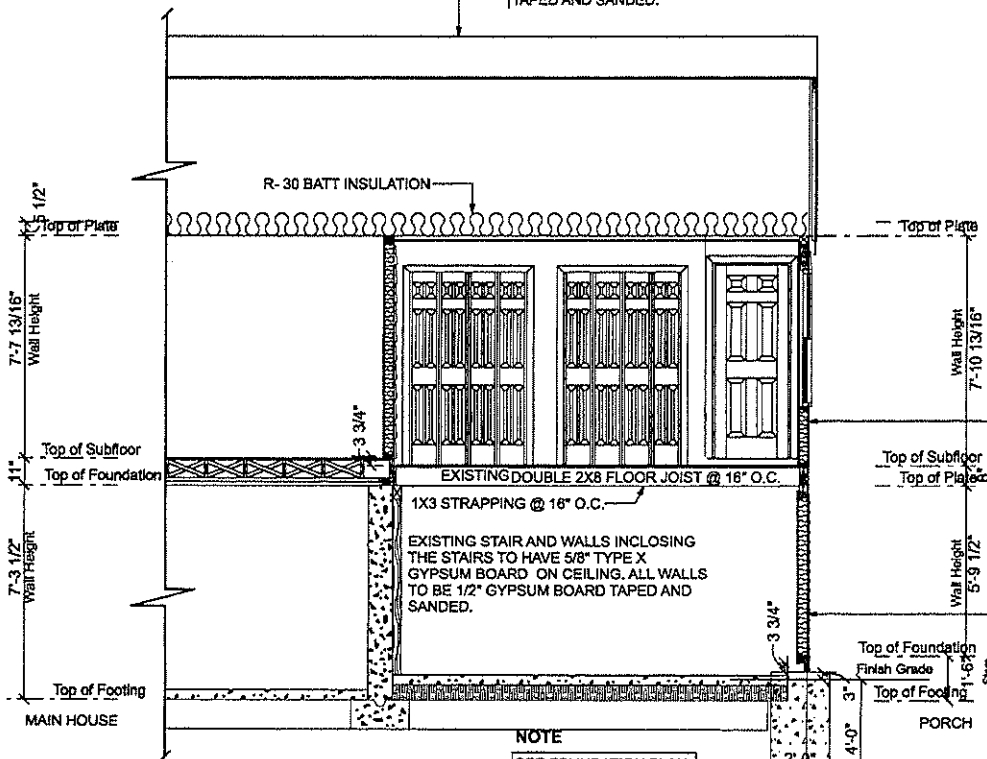 TAPED AND SANDED.
R- 30 BATT INSULATION
5 1/2"
Top of Plate
Top of Plate
7'-7 13/16"
Wall Height
Wall Height
7'-10 13/16"
3 3/4"
Top of Subfloor
Top of Subfloor
11"
Top of Foundation
EXISTING DOUBLE 2X8 FLOOR JOIST @ 16" O.C.
Top of Plate
1X3 STRAPPING @ 16" O.C.
7'-3 1/2"
Wall Height
EXISTING STAIR AND WALLS INCLOSING
THE STAIRS TO HAVE 5/8" TYPE X
GYPSUM BOARD ON CEILING. ALL WALLS
TO BE 1/2" GYPSUM BOARD TAPED AND
SANDED.
Wall Height
5'-9 1/2"
3 3/4"
Top of Foundation
Finish Grade
1'-6"
Top of Footing
Top of Footing
3"
MAIN HOUSE
PORCH
NOTE
4'-0"